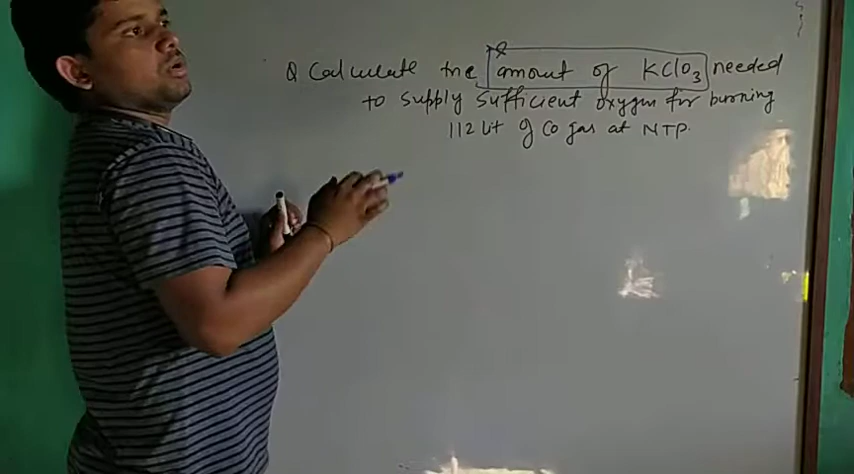 Q Calculate the amount of KClO3 needed
to supply sufficient oxygen for burning
112 lit of CO gas at NTP.